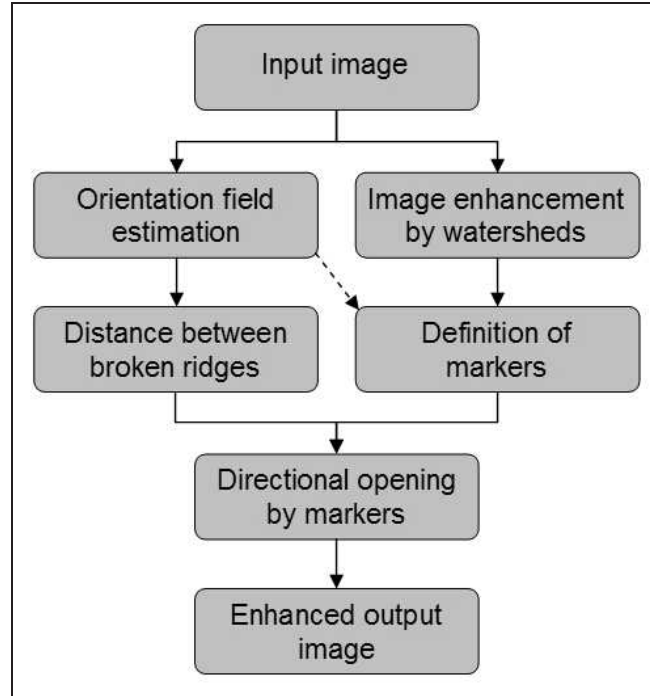 Input image
Orientation field
estimation
Image enhancement
by watersheds
Distance between
broken ridges
Definition of
markers
Directional opening
by markers
Enhanced output
image